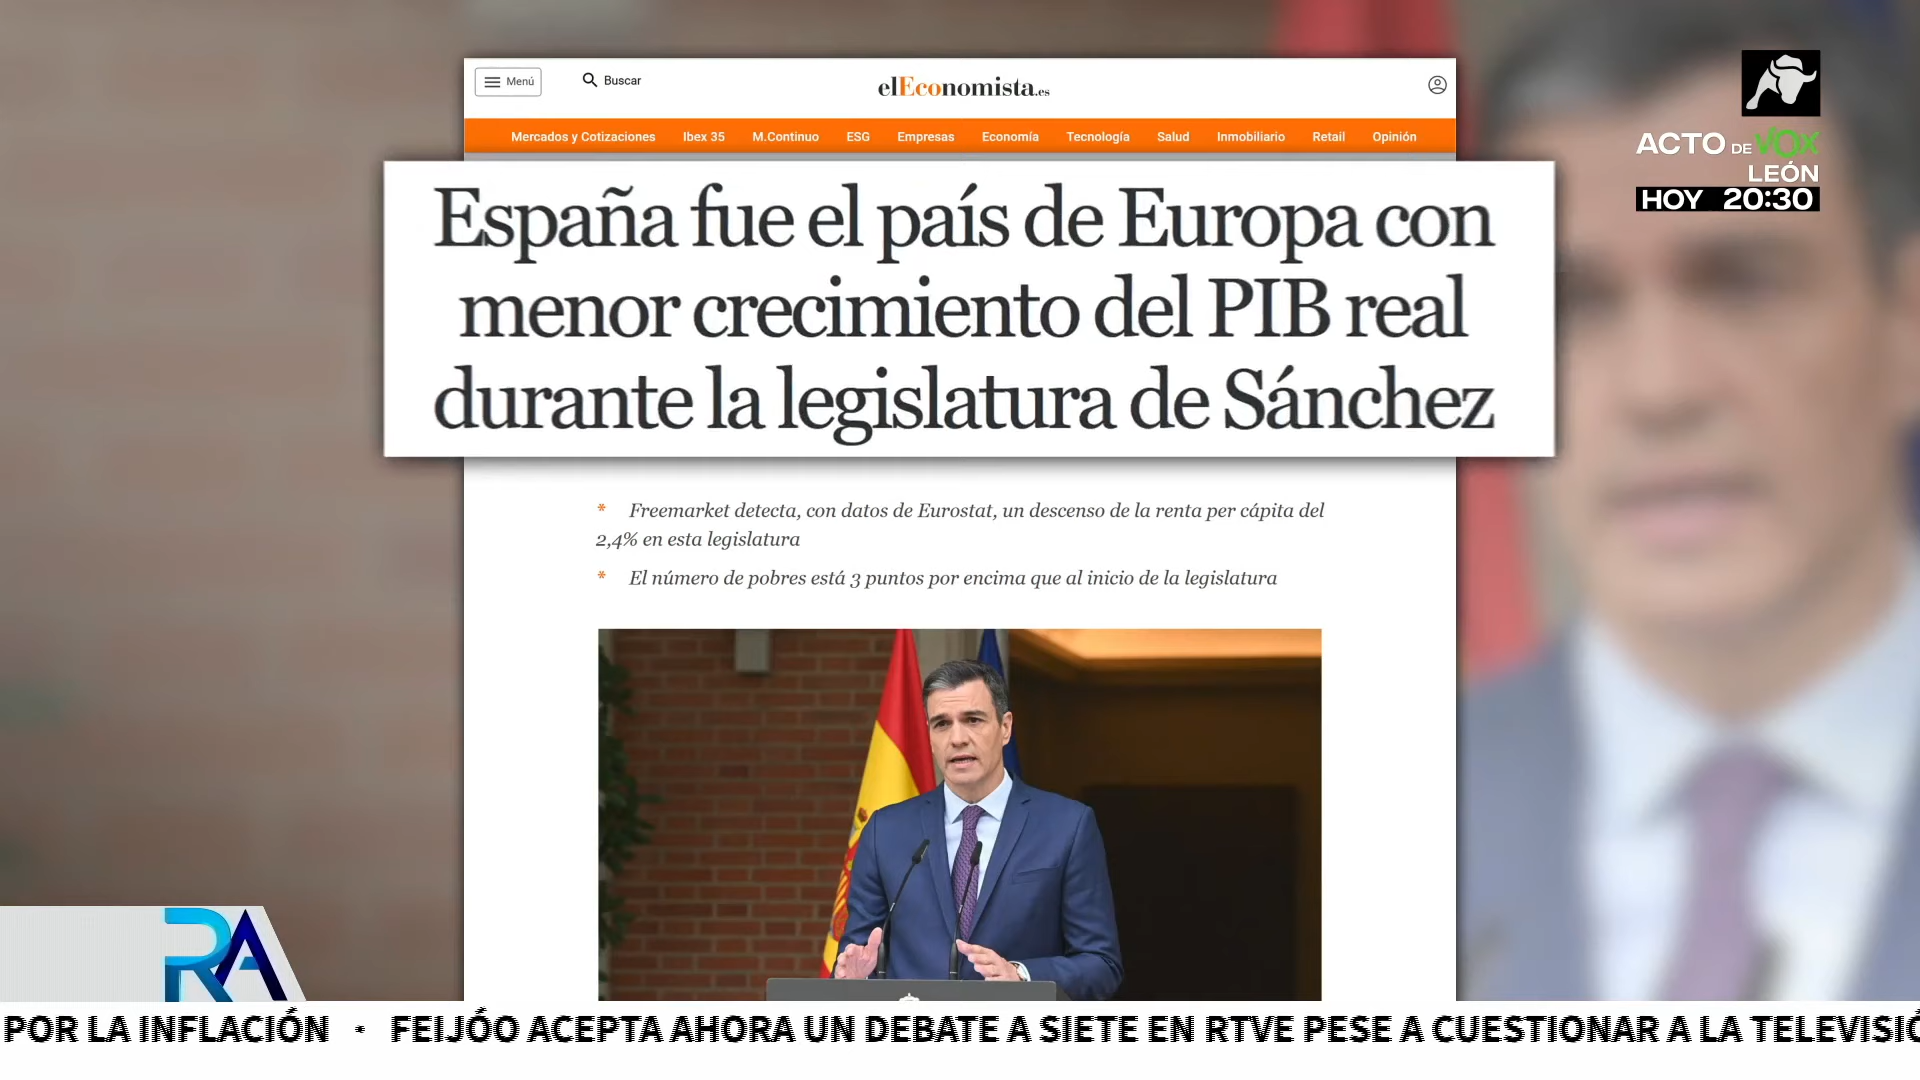 Menú
Buscar
elEconomista.es
Mercados y Cotizaciones Ibex 35 M.Continuo ESG Empresas Economía Tecnología Salud Inmobiliario Retail Opinión
ACTO DE VOX
LEÓN
HOY 20:30
España fue el país de Europa con
menor crecimiento del PIB real
durante la legislatura de Sánchez
* Freemarket detecta, con datos de Eurostat, un descenso de la renta per cápita del
2,4% en esta legislatura
* El número de pobres está 3 puntos por encima que al inicio de la legislatura
RA
POR LA INFLACIÓN · FEIJÓO ACEPTA AHORA UN DEBATE A SIETE EN RTVE PESE A CUESTIONAR A LA TELEVISIÓ